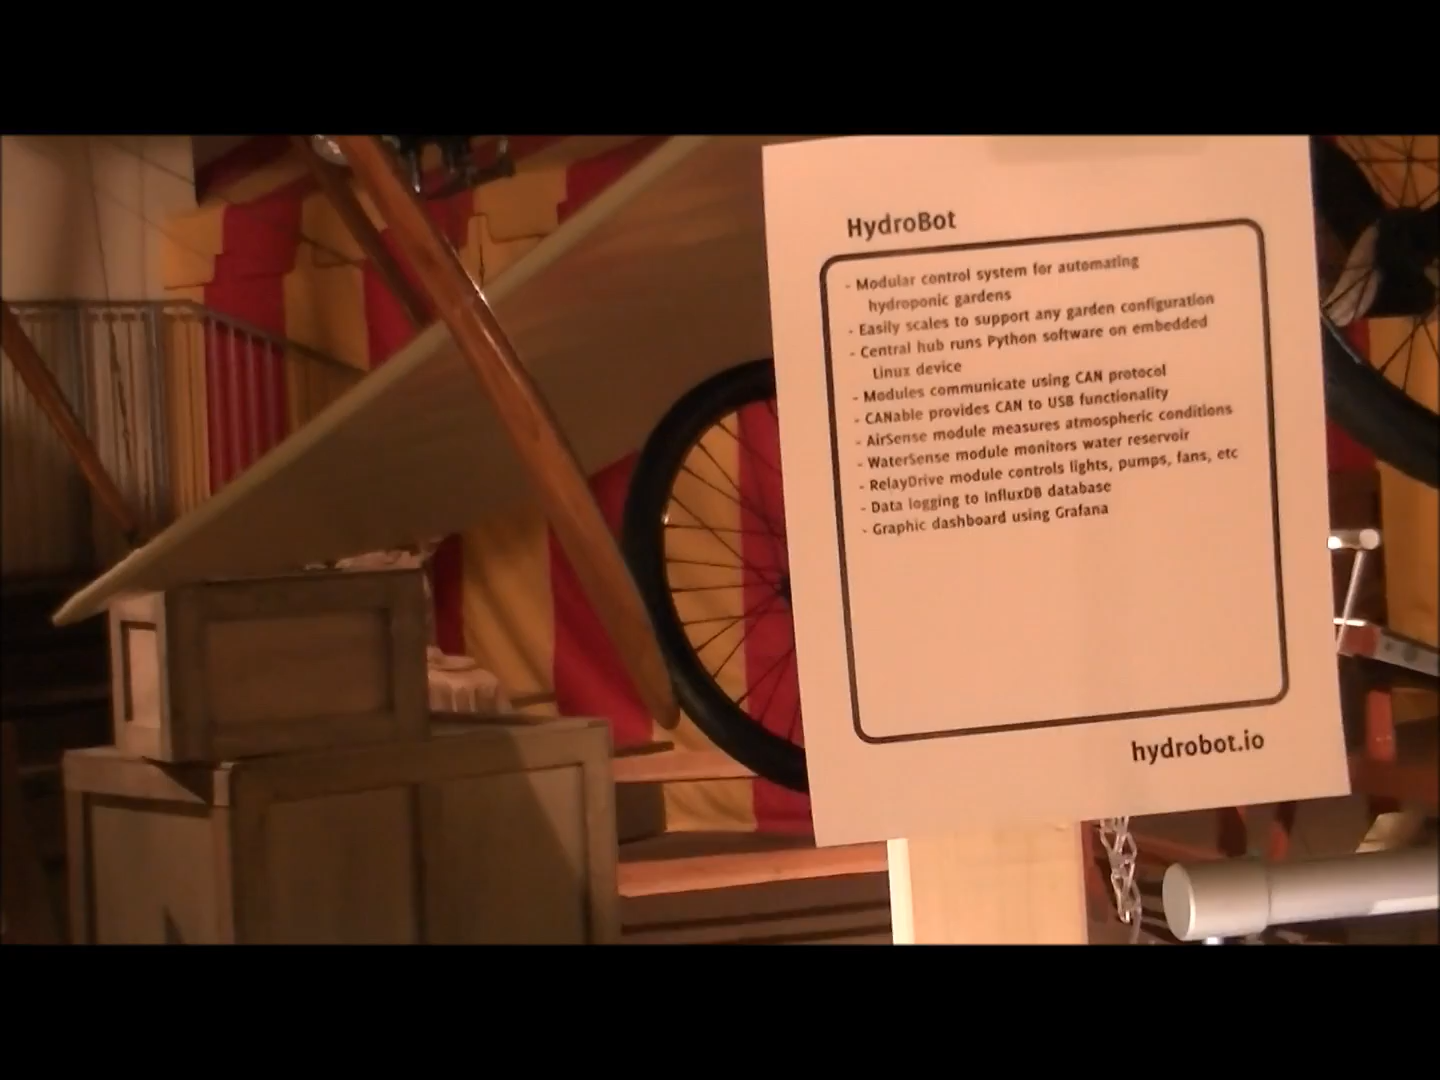 HydroBot
- Modular control system for automating
hydroponic gardens
- Easily scales to support any garden configuration
- Central hub runs Python software on embedded
Linux device
- Modules communicate using CAN protocol
- CANable provides CAN to USB functionality
- AirSense module measures atmospheric conditions
- WaterSense module monitors water reservoir
- RelayDrive module controls lights, pumps, fans, etc
- Data logging to InfluxDB database
- Graphic dashboard using Grafana
hydrobot.io